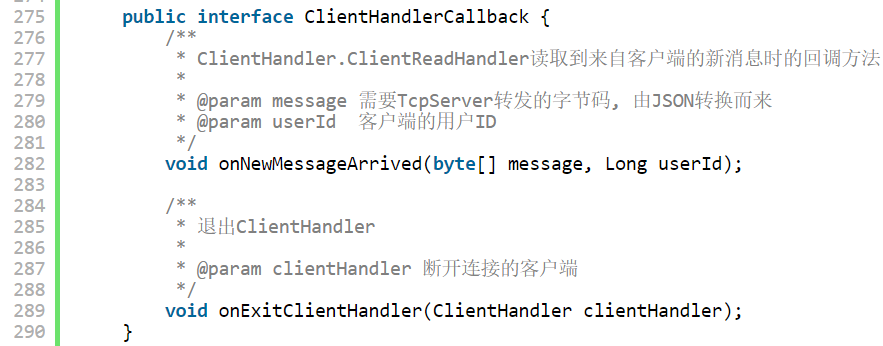 275 public interface ClientHandlerCallback {
276 /**
277 * ClientHandler.ClientReadHandler读取到来自客户端的新消息时的回调方法
278 *
279 * @param message 需要TcpServer转发的字节码, 由JSON转换而来
280 * @param userId  客户端的用户ID
281 */
282 void onNewMessageArrived(byte[] message, Long userId);
283
284 /**
285 * 退出ClientHandler
286 *
287 * @param clientHandler 断开连接的客户端
288 */
289 void onExitClientHandler(ClientHandler clientHandler);
290 }